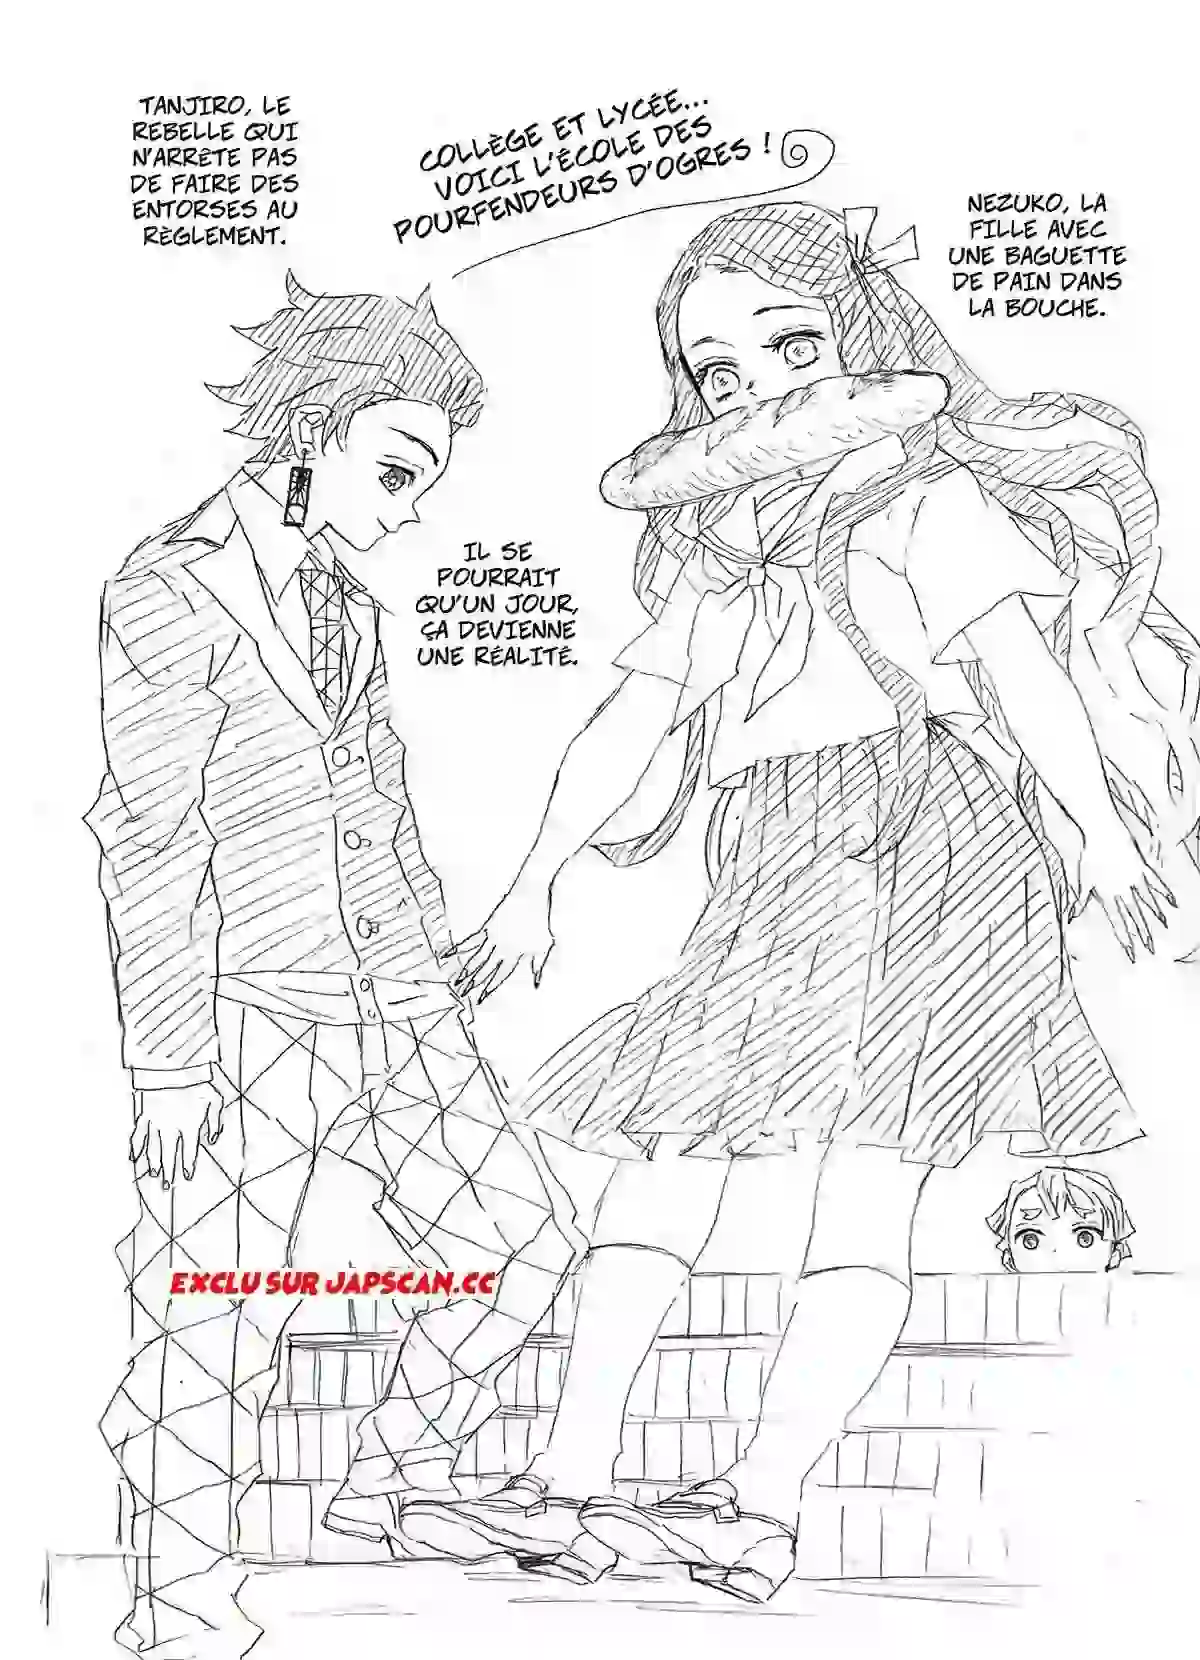 TANJIRO, LE
REBELLE QUI
N'ARRÊTE PAS
DE FAIRE DES
ENTORSES AU
RÈGLEMENT.
COLLÈGE ET LYCÉE...
VOICI L'ÉCOLE DES
POURFENDEURS D'OGRES !
NEZUKO, LA
FILLE AVEC
UNE BAGUETTE
DE PAIN DANS
LA BOUCHE.
IL SE
POURRAIT
QU'UN JOUR,
ÇA DEVIENNE
UNE RÉALITÉ.
EXCLU SUR JAPSCAN.CC